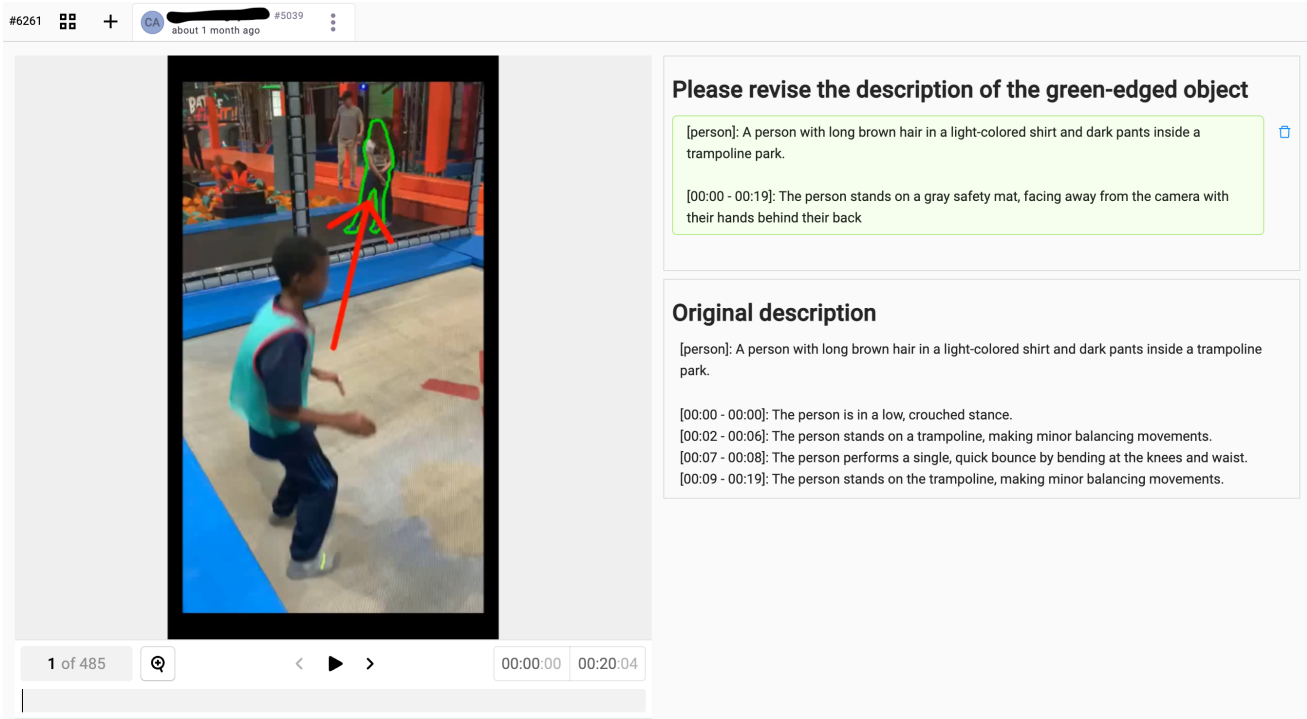 #6261
CA
#5039
about 1 month ago
BATTLE
Please revise the description of the green-edged object
[person]: A person with long brown hair in a light-colored shirt and dark pants inside a
trampoline park.
[00:00 - 00:19]: The person stands on a gray safety mat, facing away from the camera with
their hands behind their back
Original description
[person]: A person with long brown hair in a light-colored shirt and dark pants inside a trampoline
park.
[00:00 - 00:00]: The person is in a low, crouched stance.
[00:02 - 00:06]: The person stands on a trampoline, making minor balancing movements.
[00:07 - 00:08]: The person performs a single, quick bounce by bending at the knees and waist.
[00:09 - 00:19]: The person stands on the trampoline, making minor balancing movements.
1 of 485
00:00:00
00:20:04